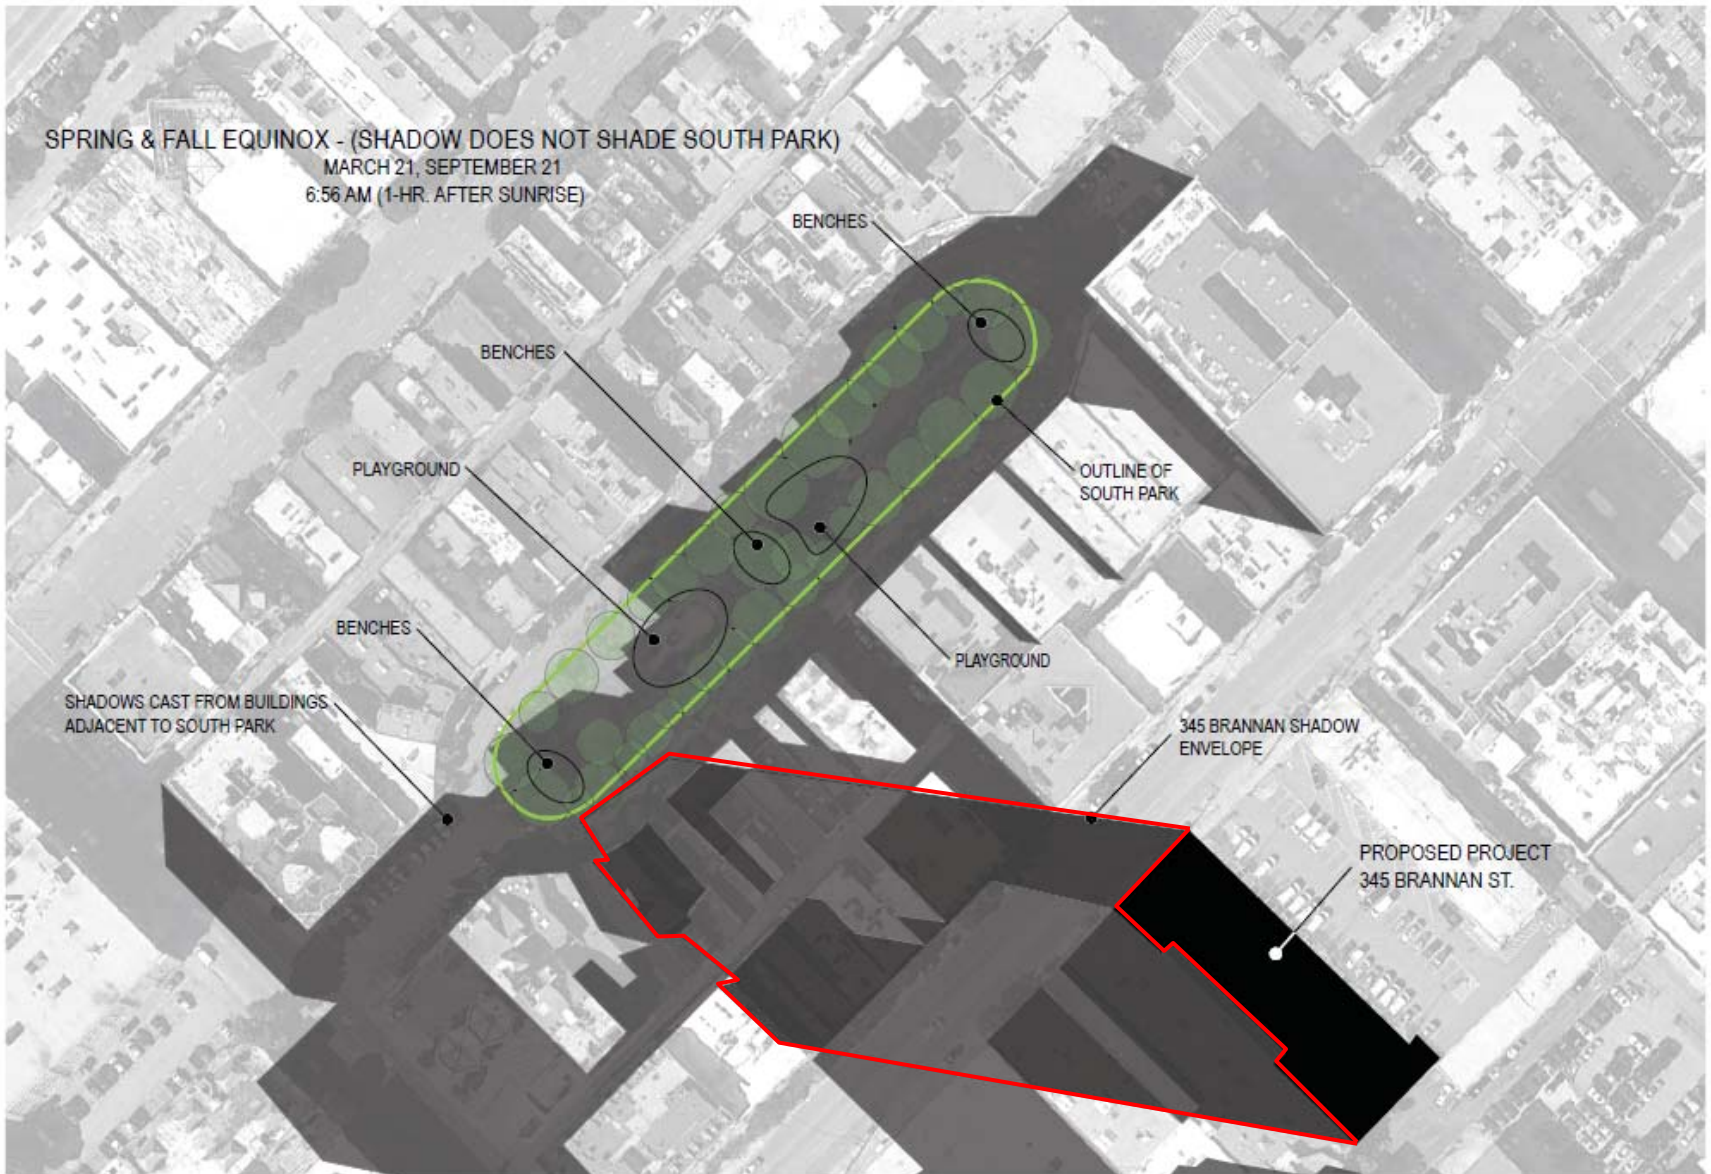 SPRING & FALL EQUINOX - (SHADOW DOES NOT SHADE SOUTH PARK)
MARCH 21, SEPTEMBER 21
6:56 AM (1-HR. AFTER SUNRISE)
BENCHES
BENCHES
PLAYGROUND
OUTLINE OF
SOUTH PARK
BENCHES
PLAYGROUND
SHADOWS CAST FROM BUILDINGS
ADJACENT TO SOUTH PARK
345 BRANNAN SHADOW
ENVELOPE
PROPOSED PROJECT
345 BRANNAN ST.